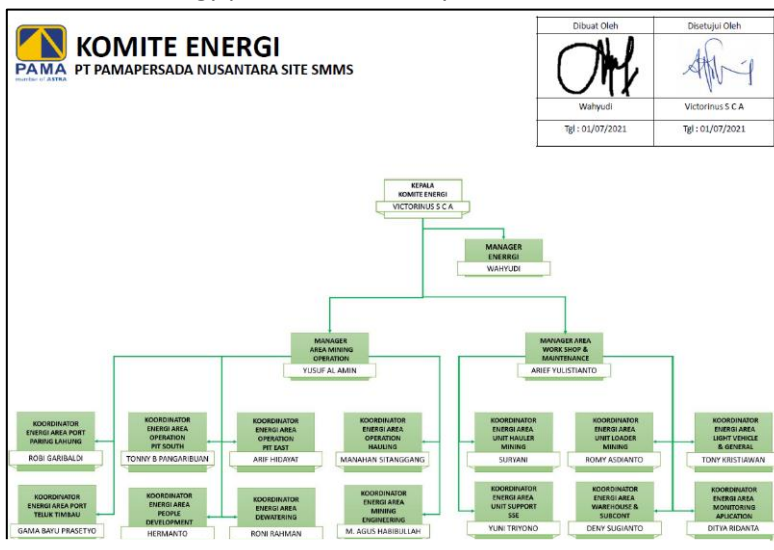 KOMITE ENERGI
PAMA
member of ASTRA
PT PAMAPERSADA NUSANTARA SITE SMMS
Dibuat Oleh
Disetujui Oleh
Wahyudi
Victorinus S C A
Tgl : 01/07/2021
Tgl : 01/07/2021
KEPALA
KOMITE ENERGI
VICTORINUS S C A
MANAGER
ENERRGI
WAHYUDI
MANAGER
AREA MINING
OPERATION
YUSUF AL AMIN
MANAGER AREA
WORK SHOP &
MAINTENANCE
ARIEF YULISTIANTO
KOORDINATOR
ENERGI AREA PORT
PARING LAHUNG
ROBI GARIBALDI
KOORDINATOR
ENERGI AREA
OPERATION
PIT SOUTH
TONNY B PANGARIBUAN
KOORDINATOR
ENERGI AREA
OPERATION
PIT EAST
ARIF HIDAYAT
KOORDINATOR
ENERGI AREA
OPERATION
HAULING
MANAHAN SITANGGANG
KOORDINATOR
ENERGI AREA
UNIT HAULER
MINING
SURYANI
KOORDINATOR
ENERGI AREA
UNIT LOADER
MINING
ROMY ASDIANTO
KOORDINATOR
ENERGI AREA
LIGHT VEHICLE
& GENERAL
TONY KRISTIAWAN
KOORDINATOR
ENERGI AREA PORT
TELUK TIMBAU
GAMA BAYU PRASETYO
KOORDINATOR
ENERGI AREA
PEOPLE
DEVELOPMENT
HERMANTO
KOORDINATOR
ENERGI AREA
DEWATERING
RONI RAHMAN
KOORDINATOR
ENERGI AREA
MINING
ENGINEERING
M. AGUS HABIBULLAH
KOORDINATOR
ENERGI AREA
UNIT SUPPORT
SSE
YUNI TRIYONO
KOORDINATOR
ENERGI AREA
WAREHOUSE &
SUBCONT
DENY SUGIANTO
KOORDINATOR
ENERGI AREA
MONITORING
APLICATION
DITYA RIDANTA